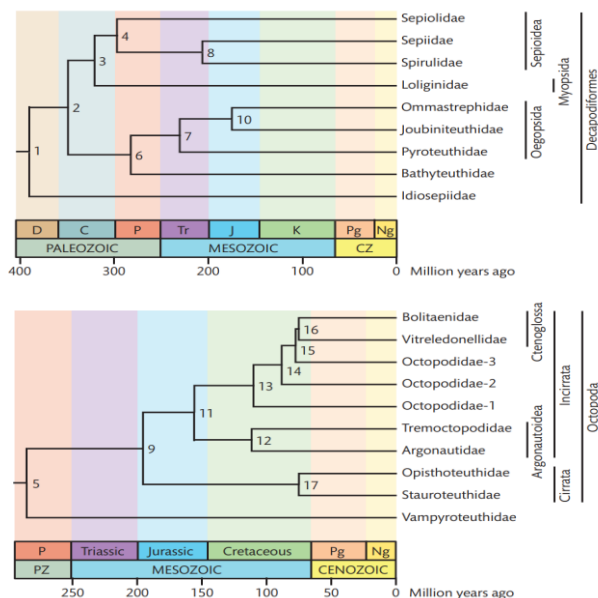 Sepiolidae
4
Sepiidae
8
3
Spirulidae
Sepioidea
2
Loliginidae
Myopsida
Ommastrephidae
10
Joubiniteuthidae
7
1
Pyroteuthidae
Oegopsida
6
Bathyteuthidae
Idiosepiidae
Decapodiformes
D C P Tr J K Pg Ng
PALEOZOIC MESOZOIC CZ
400 300 200 100 0 Million years ago
Bolitaenidae
16
Vitreledonellidae
Ctenoglossa
15
Octopodidae-3
14
Octopodidae-2
13
Octopodidae-1
11
Tremoctopodidae
12
Argonautidae
Argonautoidea
Incirrata
9
Opisthoteuthidae
5
17
Stauroteuthidae
Cirrata
Vampyroteuthidae
Octopoda
P Triassic Jurassic Cretaceous Pg Ng
PZ MESOZOIC CENOZOIC
250 200 150 100 50 0 Million years ago